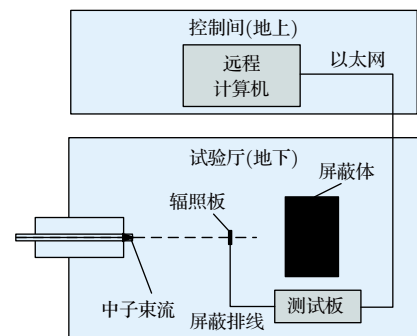 控制间(地上)
远程
计算机
以太网
试验厅(地下)
屏蔽体
辐照板
中子束流
屏蔽排线
测试板